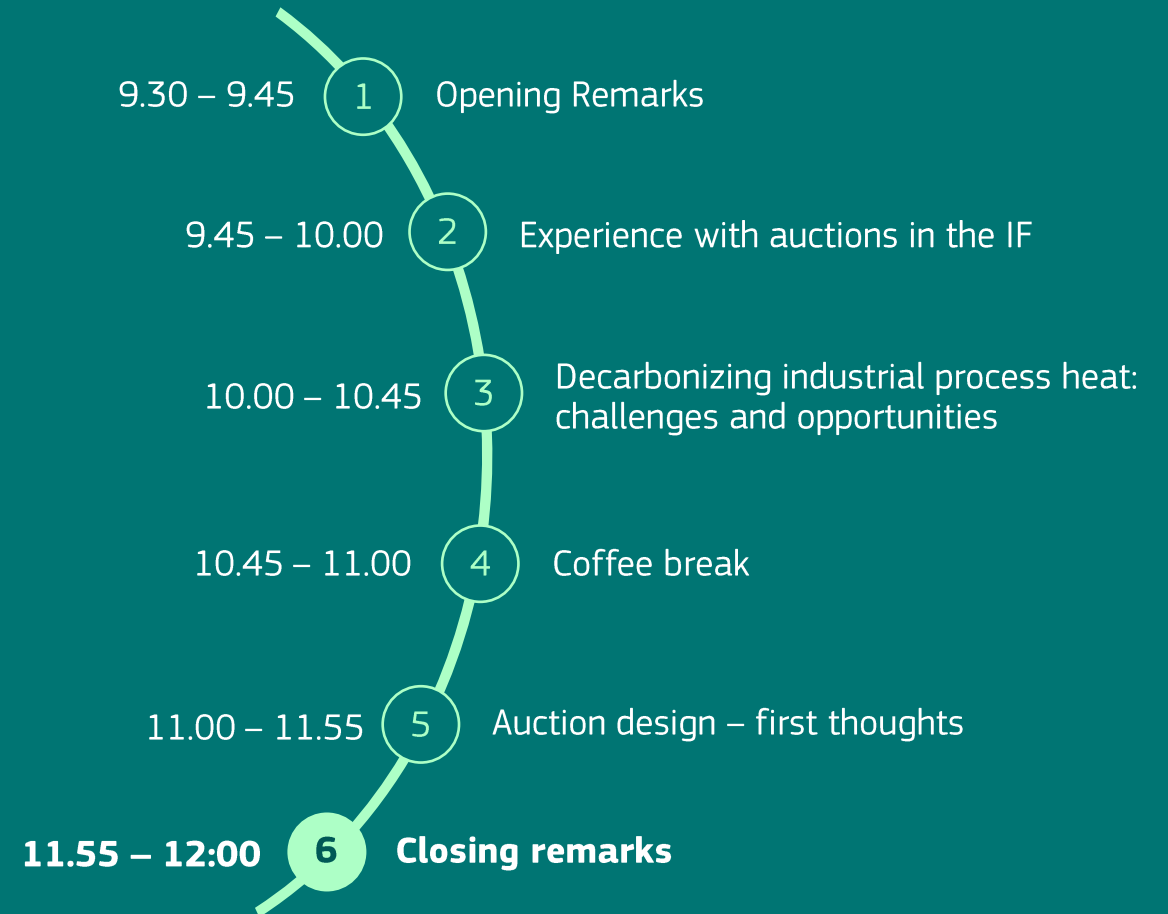 9.30 – 9.45 1 Opening Remarks
9.45 – 10.00 2 Experience with auctions in the IF
10.00 – 10.45 3 Decarbonizing industrial process heat:
challenges and opportunities
10.45 – 11.00 4 Coffee break
11.00 – 11.55 5 Auction design – first thoughts
11.55 – 12:00 6 Closing remarks